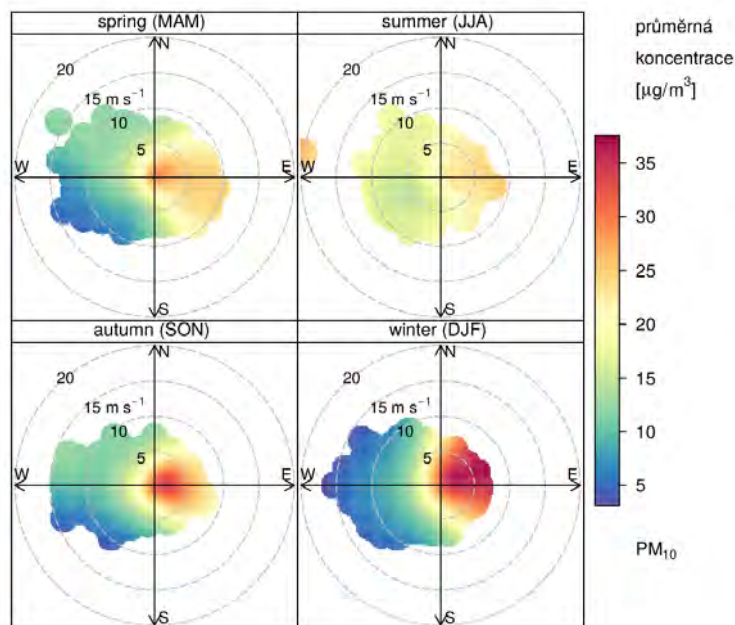 spring (MAM)
summer (JJA)
N
N
20
20
15 m s⁻¹
15 m s⁻¹
10
10
5
5
W
E
W
E
S
S
autumn (SON)
winter (DJF)
N
N
20
20
15 m s⁻¹
15 m s⁻¹
10
10
5
5
W
E
W
E
S
S
průměrná
koncentrace
[µg/m³]
35
30
25
20
15
10
5
PM₁₀